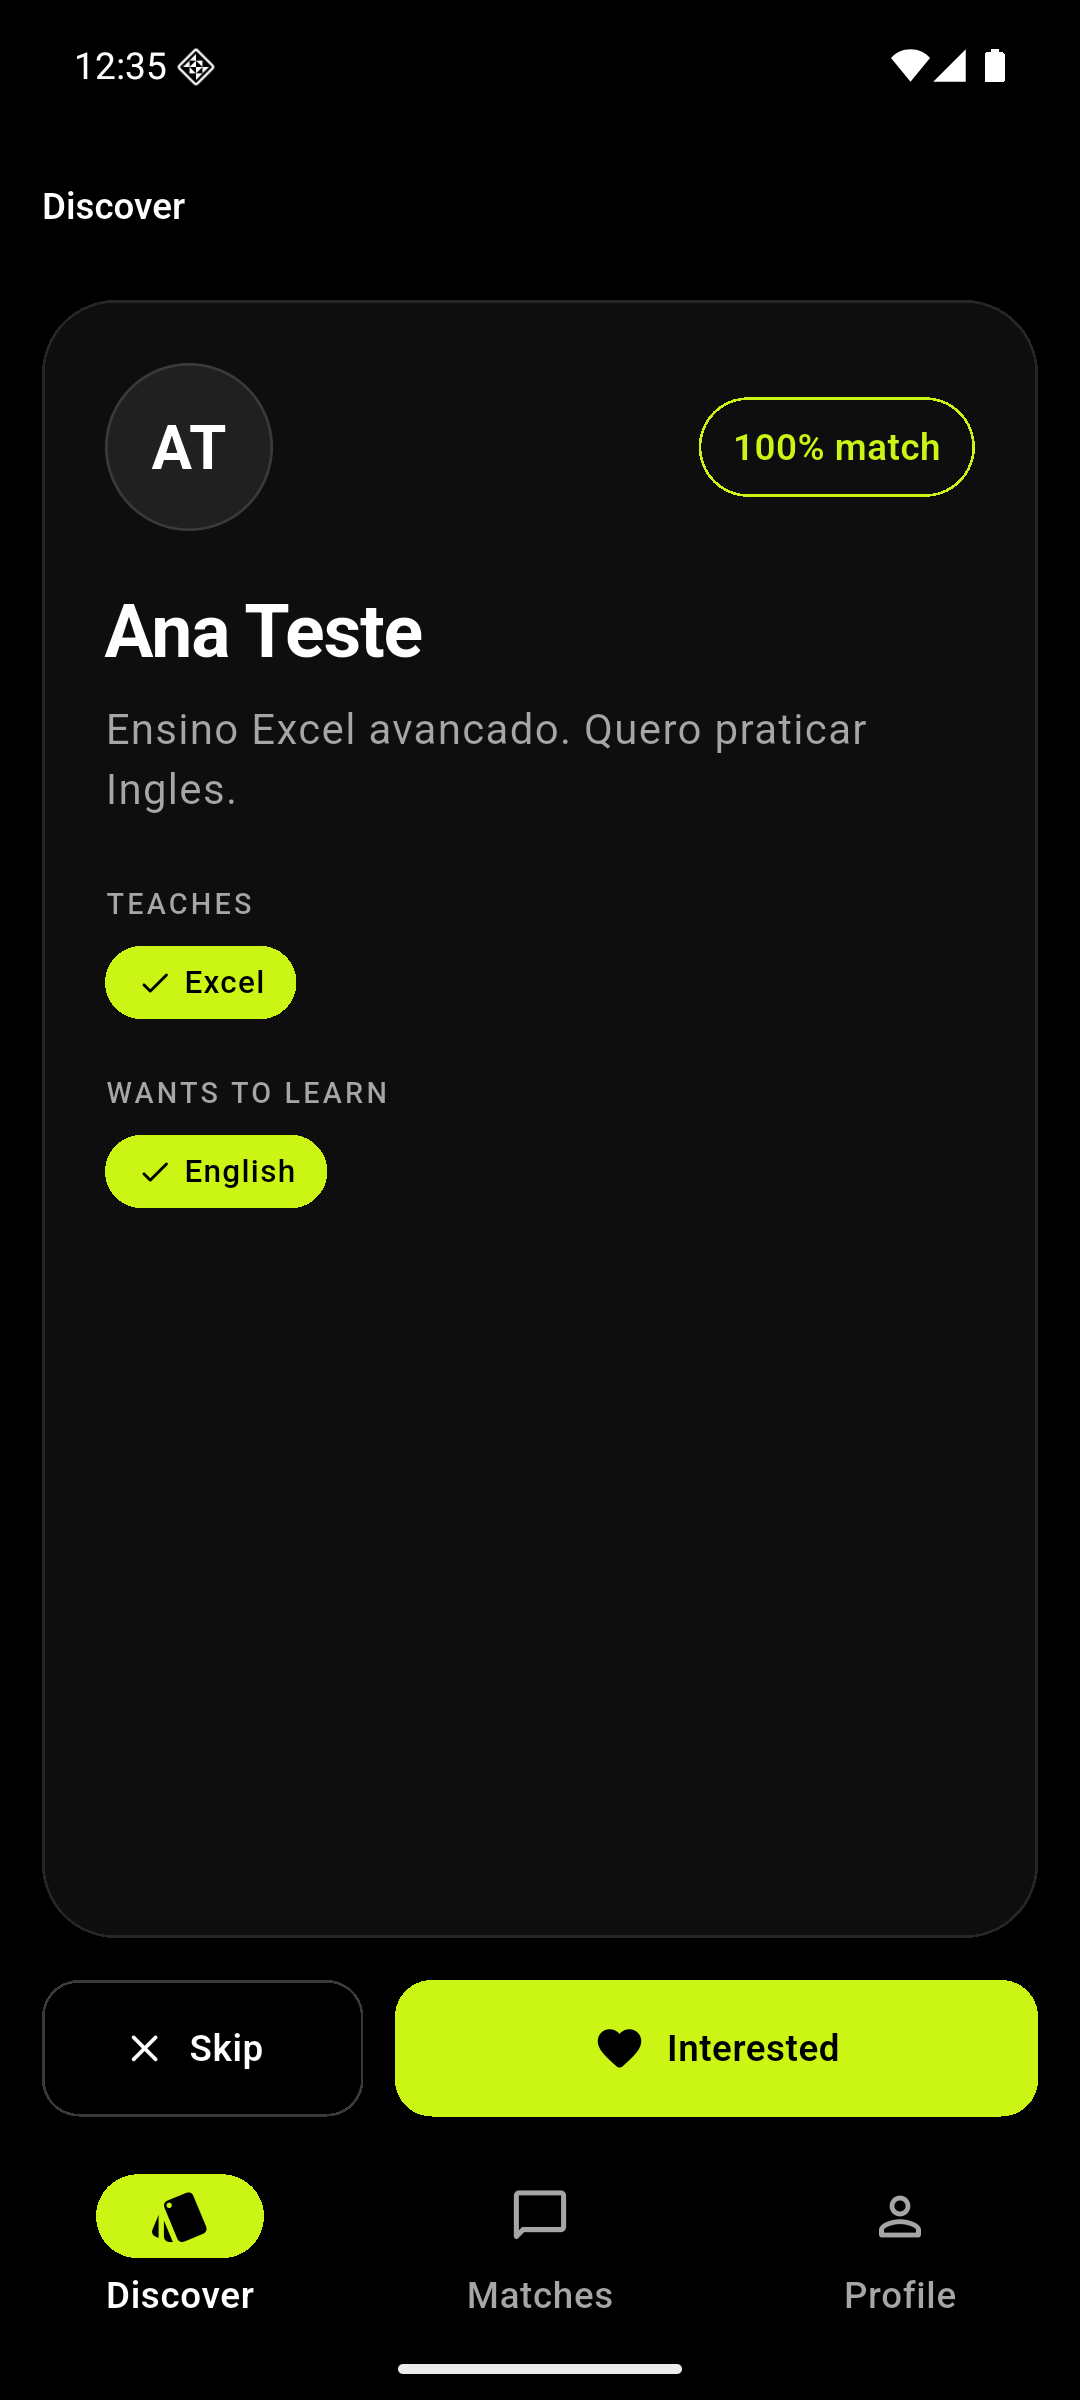 12:35
Discover
AT
100% match
Ana Teste
Ensino Excel avancado. Quero praticar
Ingles.
TEACHES
Excel
WANTS TO LEARN
English
Skip
Interested
Discover
Matches
Profile